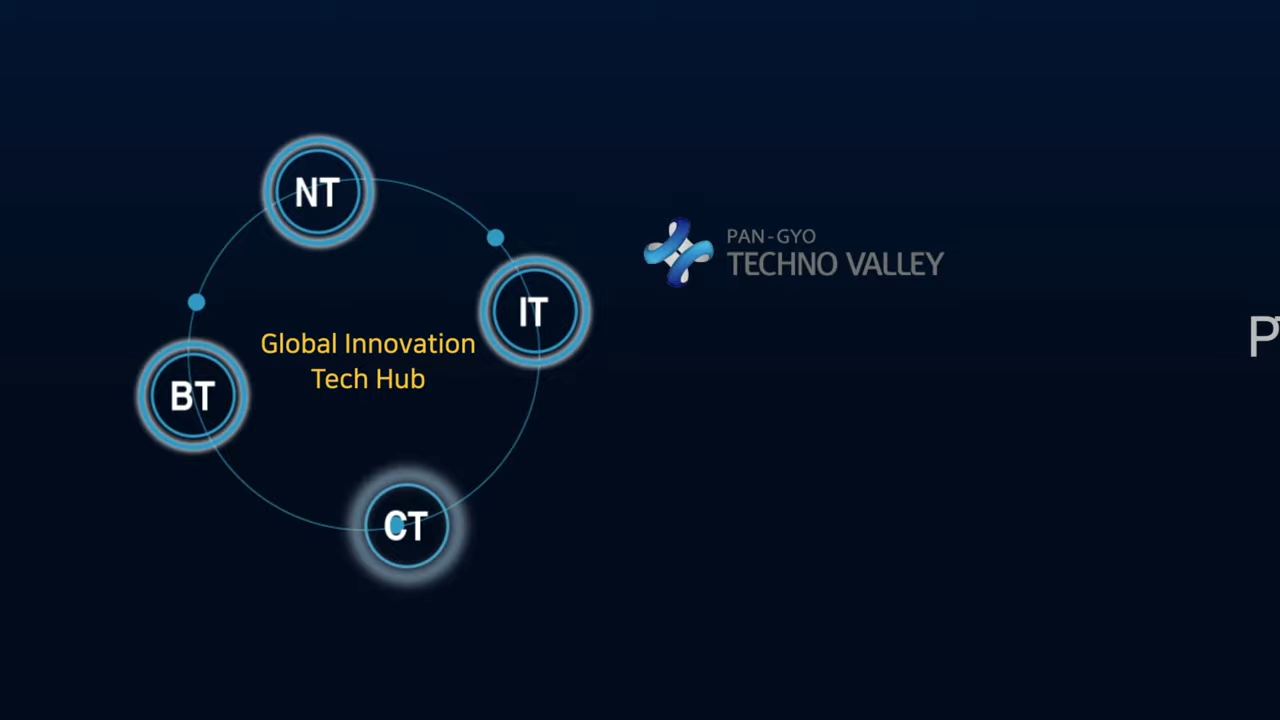 NT
IT
BT
CT
Global Innovation
Tech Hub
PAN-GYO
TECHNO VALLEY